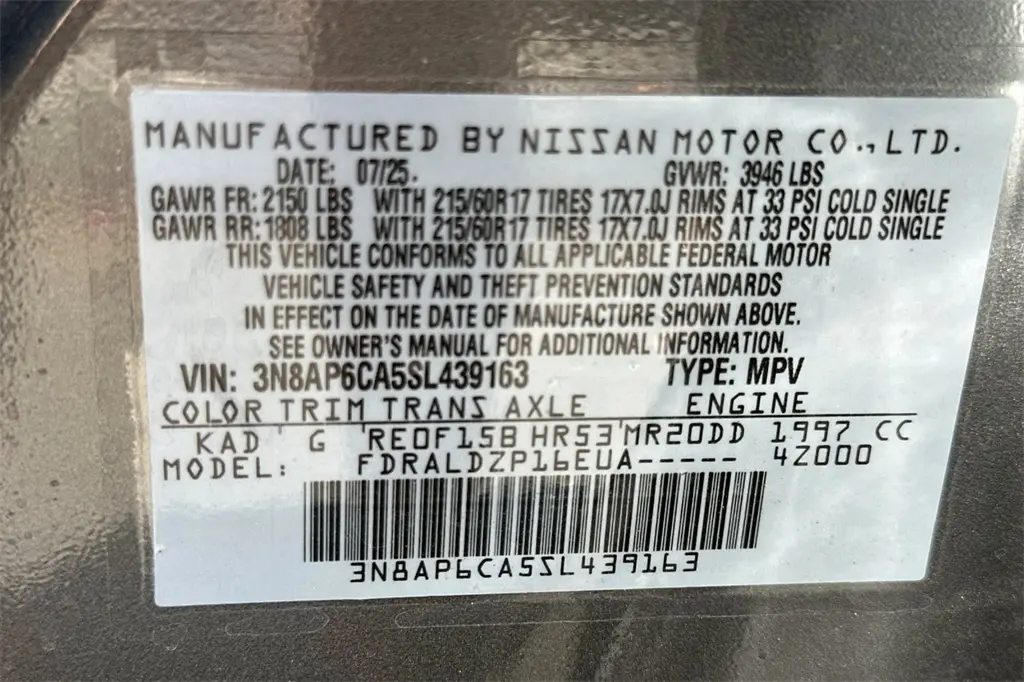 MANUFACTURED BY NISSAN MOTOR CO.,LTD.
DATE: 07/25. GVWR: 3946 LBS
GAWR FR: 2150 LBS WITH 215/60R17 TIRES 17X7.0J RIMS AT 33 PSI COLD SINGLE
GAWR RR: 1808 LBS WITH 215/60R17 TIRES 17X7.0J RIMS AT 33 PSI COLD SINGLE
THIS VEHICLE CONFORMS TO ALL APPLICABLE FEDERAL MOTOR
VEHICLE SAFETY AND THEFT PREVENTION STANDARDS
IN EFFECT ON THE DATE OF MANUFACTURE SHOWN ABOVE.
SEE OWNER'S MANUAL FOR ADDITIONAL INFORMATION.
VIN: 3N8AP6CA5SL439163 TYPE: MPV
COLOR TRIM TRANS AXLE ENGINE
KAD ' G 'RE0F15B HR53'MR20DD 1997 CC
MODEL: FDRALDZP16EUA----- 4Z000
3N8AP6CA5SL439163